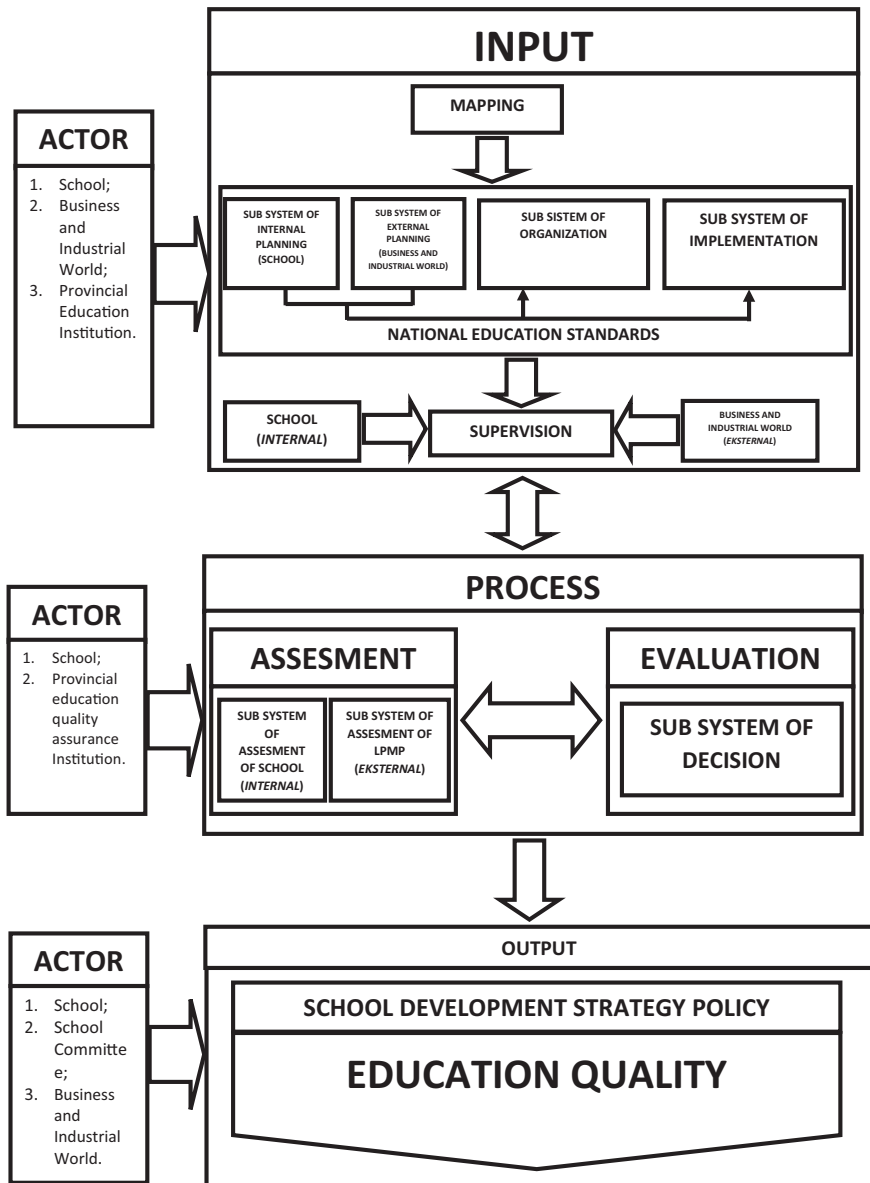 INPUT
MAPPING
ACTOR
1. School;
2. Business
and
Industrial
World;
3. Provincial
Education
Institution.
SUB SYSTEM OF
INTERNAL
PLANNING
(SCHOOL)
SUB SYSTEM OF
EXTERNAL
PLANNING
(BUSINESS AND
INDUSTRIAL WORLD)
SUB SISTEM OF
ORGANIZATION
SUB SYSTEM OF
IMPLEMENTATION
NATIONAL EDUCATION STANDARDS
SCHOOL
(INTERNAL)
SUPERVISION
BUSINESS AND
INDUSTRIAL WORLD
(EKSTERNAL)
PROCESS
ACTOR
1. School;
2. Provincial
education
quality
assurance
Institution.
ASSESMENT
SUB SYSTEM
OF
ASSESMENT
OF SCHOOL
(INTERNAL)
SUB SYSTEM OF
ASSESMENT OF
LPMP
(EKSTERNAL)
EVALUATION
SUB SYSTEM OF
DECISION
OUTPUT
ACTOR
1. School;
2. School
Committe
e;
3. Business
and
Industrial
World.
SCHOOL DEVELOPMENT STRATEGY POLICY
EDUCATION QUALITY